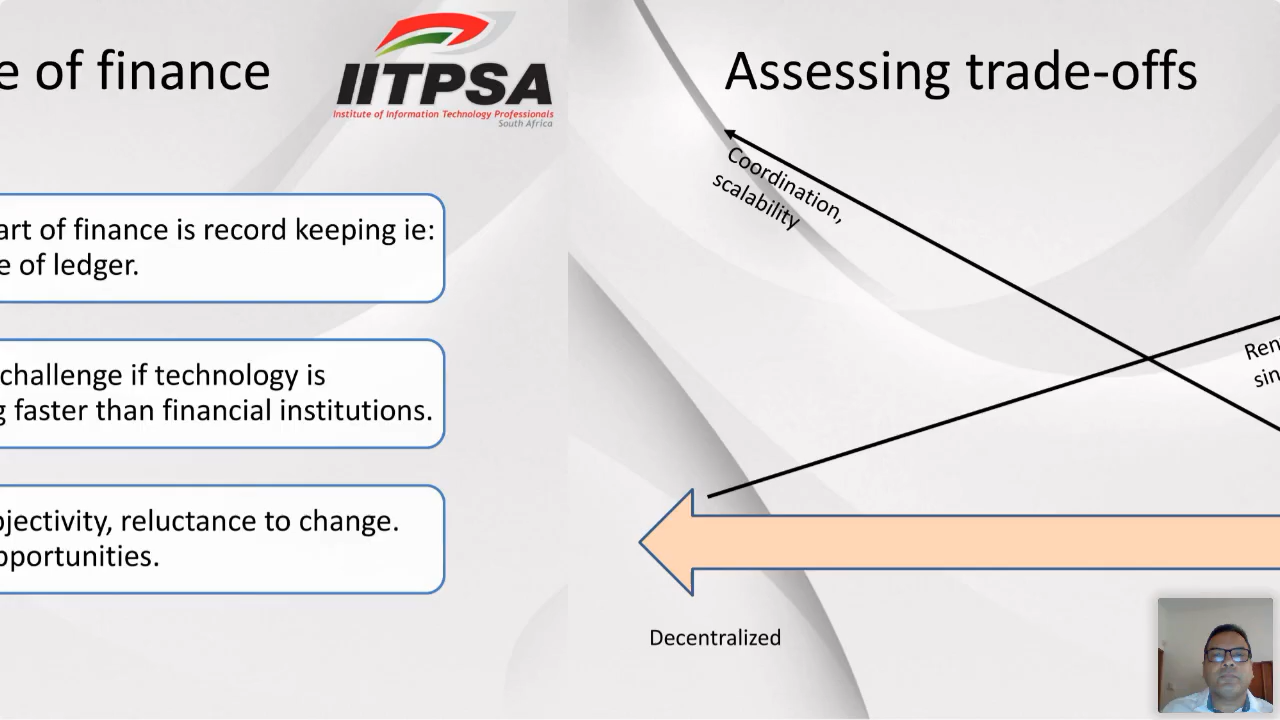 e of finance
IITPSA
Institute of Information Technology Professionals
South Africa
art of finance is record keeping ie:
e of ledger.
challenge if technology is
g faster than financial institutions.
ojectivity, reluctance to change.
pportunities.
Assessing trade-offs
Coordination,
scalability
Ren
sin
Decentralized